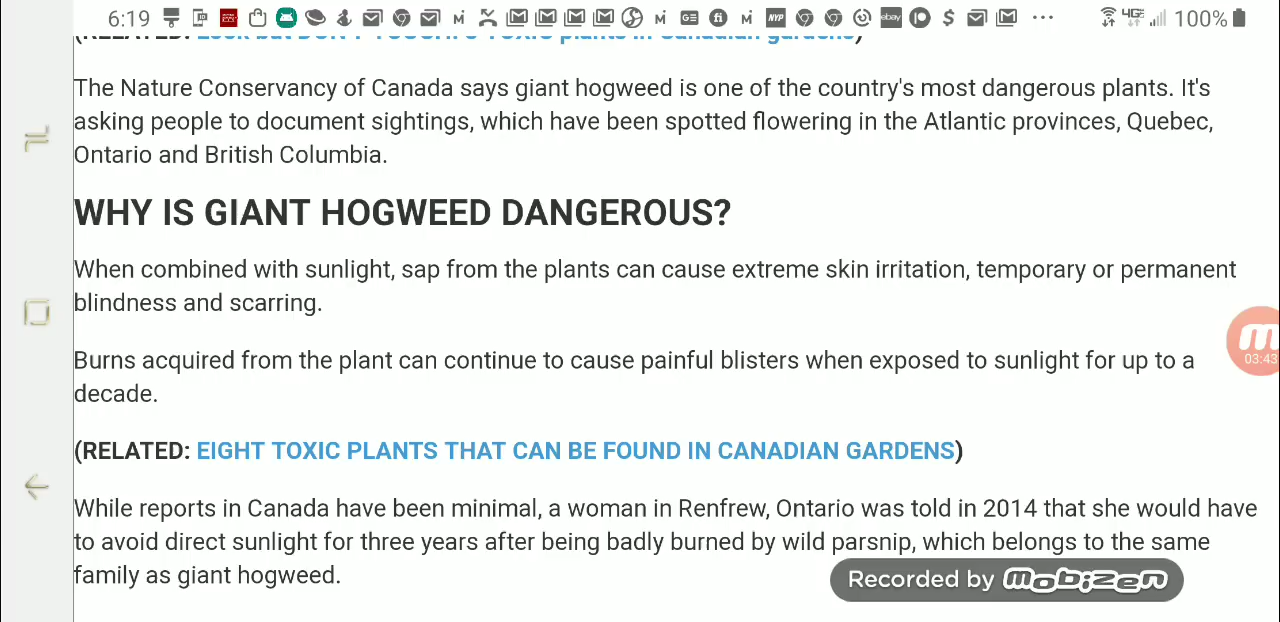 6:19 NYP ebay $ ... 4GE 100%
The Nature Conservancy of Canada says giant hogweed is one of the country's most dangerous plants. It's
asking people to document sightings, which have been spotted flowering in the Atlantic provinces, Quebec,
Ontario and British Columbia.
WHY IS GIANT HOGWEED DANGEROUS?
When combined with sunlight, sap from the plants can cause extreme skin irritation, temporary or permanent
blindness and scarring.
03:43
Burns acquired from the plant can continue to cause painful blisters when exposed to sunlight for up to a
decade.
(RELATED: EIGHT TOXIC PLANTS THAT CAN BE FOUND IN CANADIAN GARDENS)
While reports in Canada have been minimal, a woman in Renfrew, Ontario was told in 2014 that she would have
to avoid direct sunlight for three years after being badly burned by wild parsnip, which belongs to the same
family as giant hogweed.
Recorded by mobizen